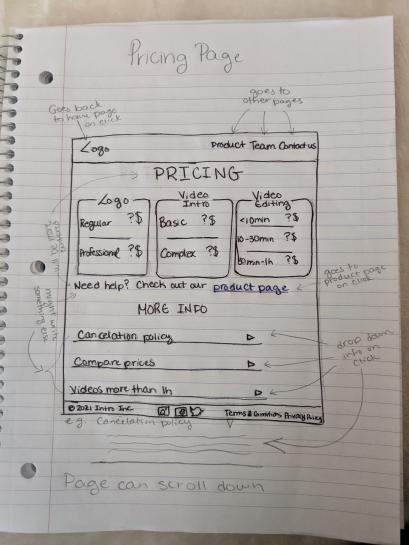 Pricing Page
goes to
other pages
Goes back
to home page
on click
Logo
Product Team Contact us
PRICING
Logo
Regular ?$
Professional ?$
Video
Intro
Basic ?$
Complex ?$
Video
Editing
<10min ?$
10-30min ?$
30min-1h ?$
Need help? Check out our product page
goes to
product page
on click
MORE INFO
Cancelation policy
Compare prices
Videos more than 1h
drop down
info on
click
© 2021 Intro Inc.
Terms & Conditions Privacy Policy
e.g. Cancelation policy
Page can scroll down